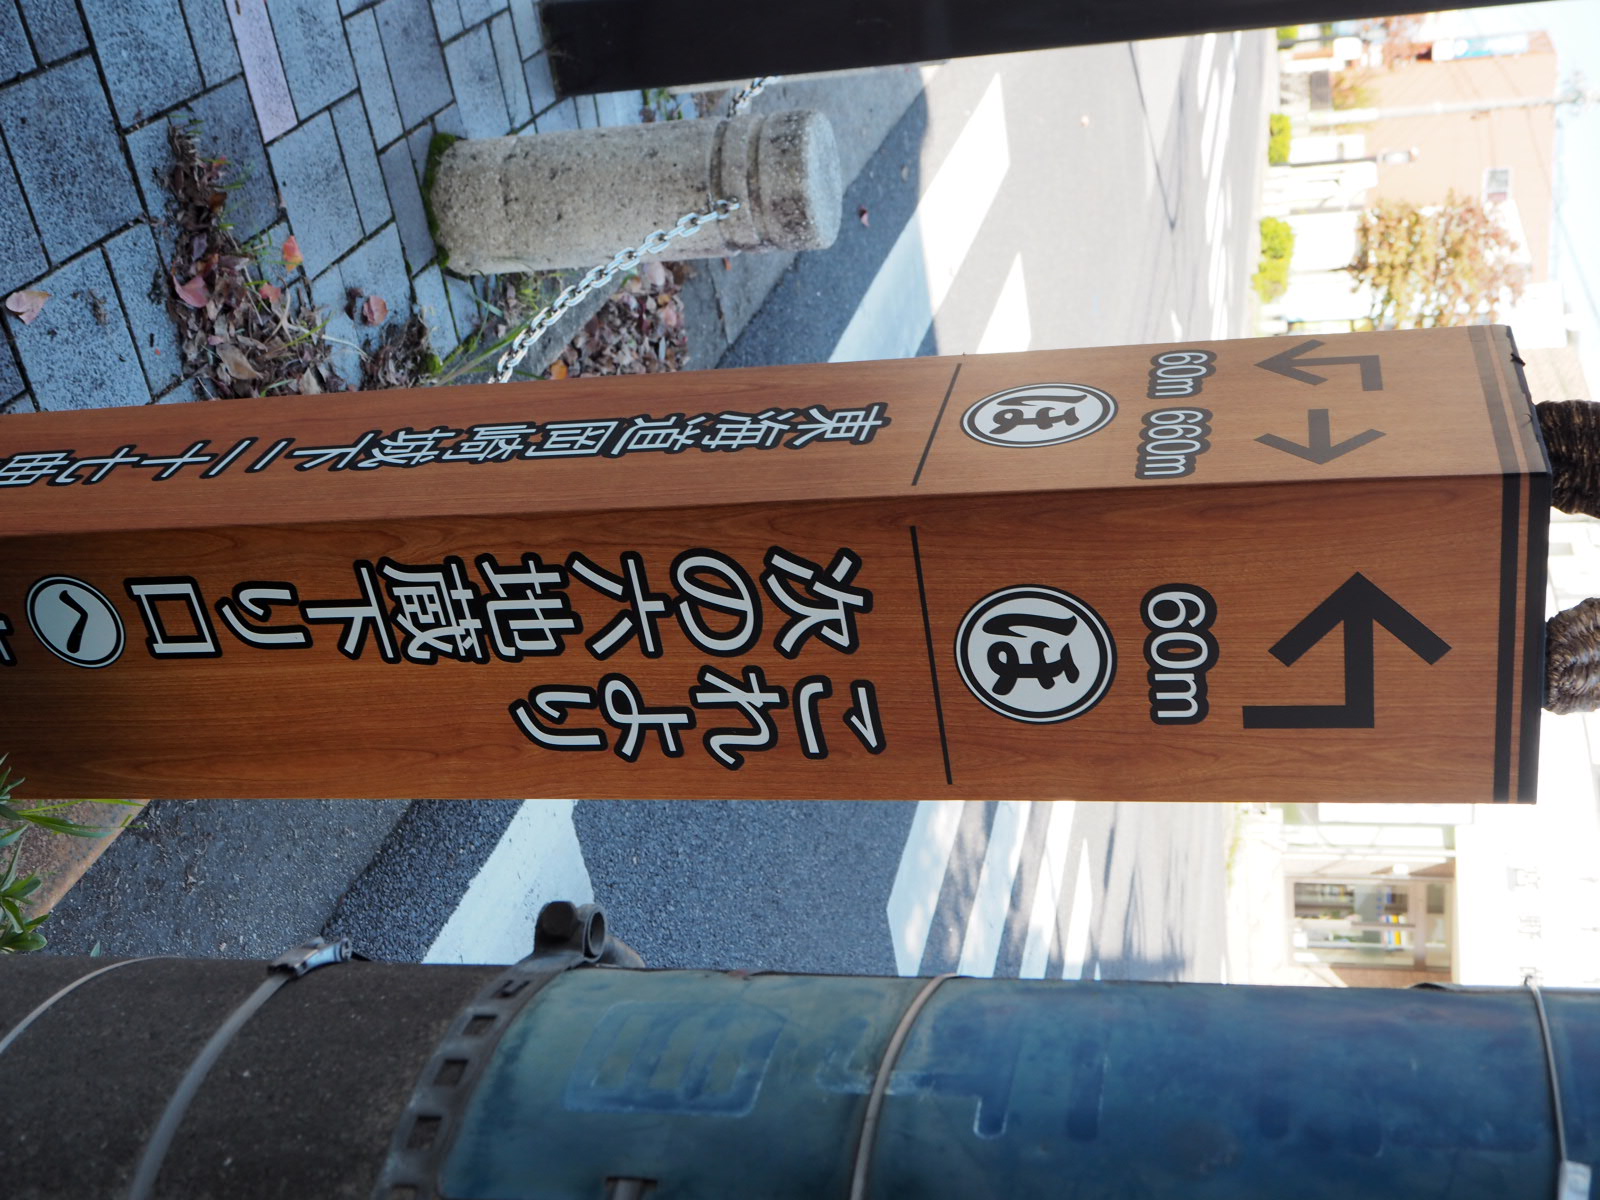 60m 660m
ほ
東海道岡崎城下二十七曲
60m
ほ
これより
次の六地蔵下り口 へ